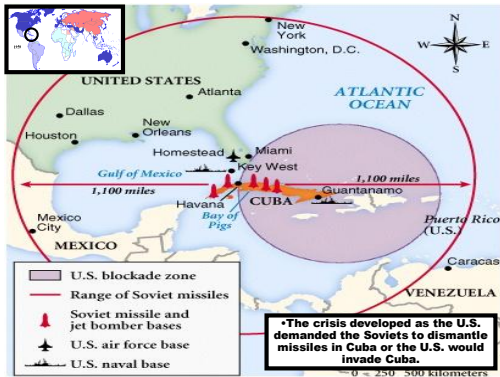 1959
New
York
Washington, D.C.
N
W
E
S
UNITED STATES
Atlanta
ATLANTIC
OCEAN
Dallas
New
Orleans
Houston
Homestead
Miami
Key West
Gulf of Mexico
1,100 miles
1,100 miles
Havana
CUBA
Guantanamo
Bay of
Pigs
Mexico
City
MEXICO
Puerto Rico
(U.S.)
Caracas
VENEZUELA
U.S. blockade zone
Range of Soviet missiles
Soviet missile and
jet bomber bases
U.S. air force base
U.S. naval base
•The crisis developed as the U.S.
demanded the Soviets to dismantle
missiles in Cuba or the U.S. would
invade Cuba.
0 250 500 kilometers